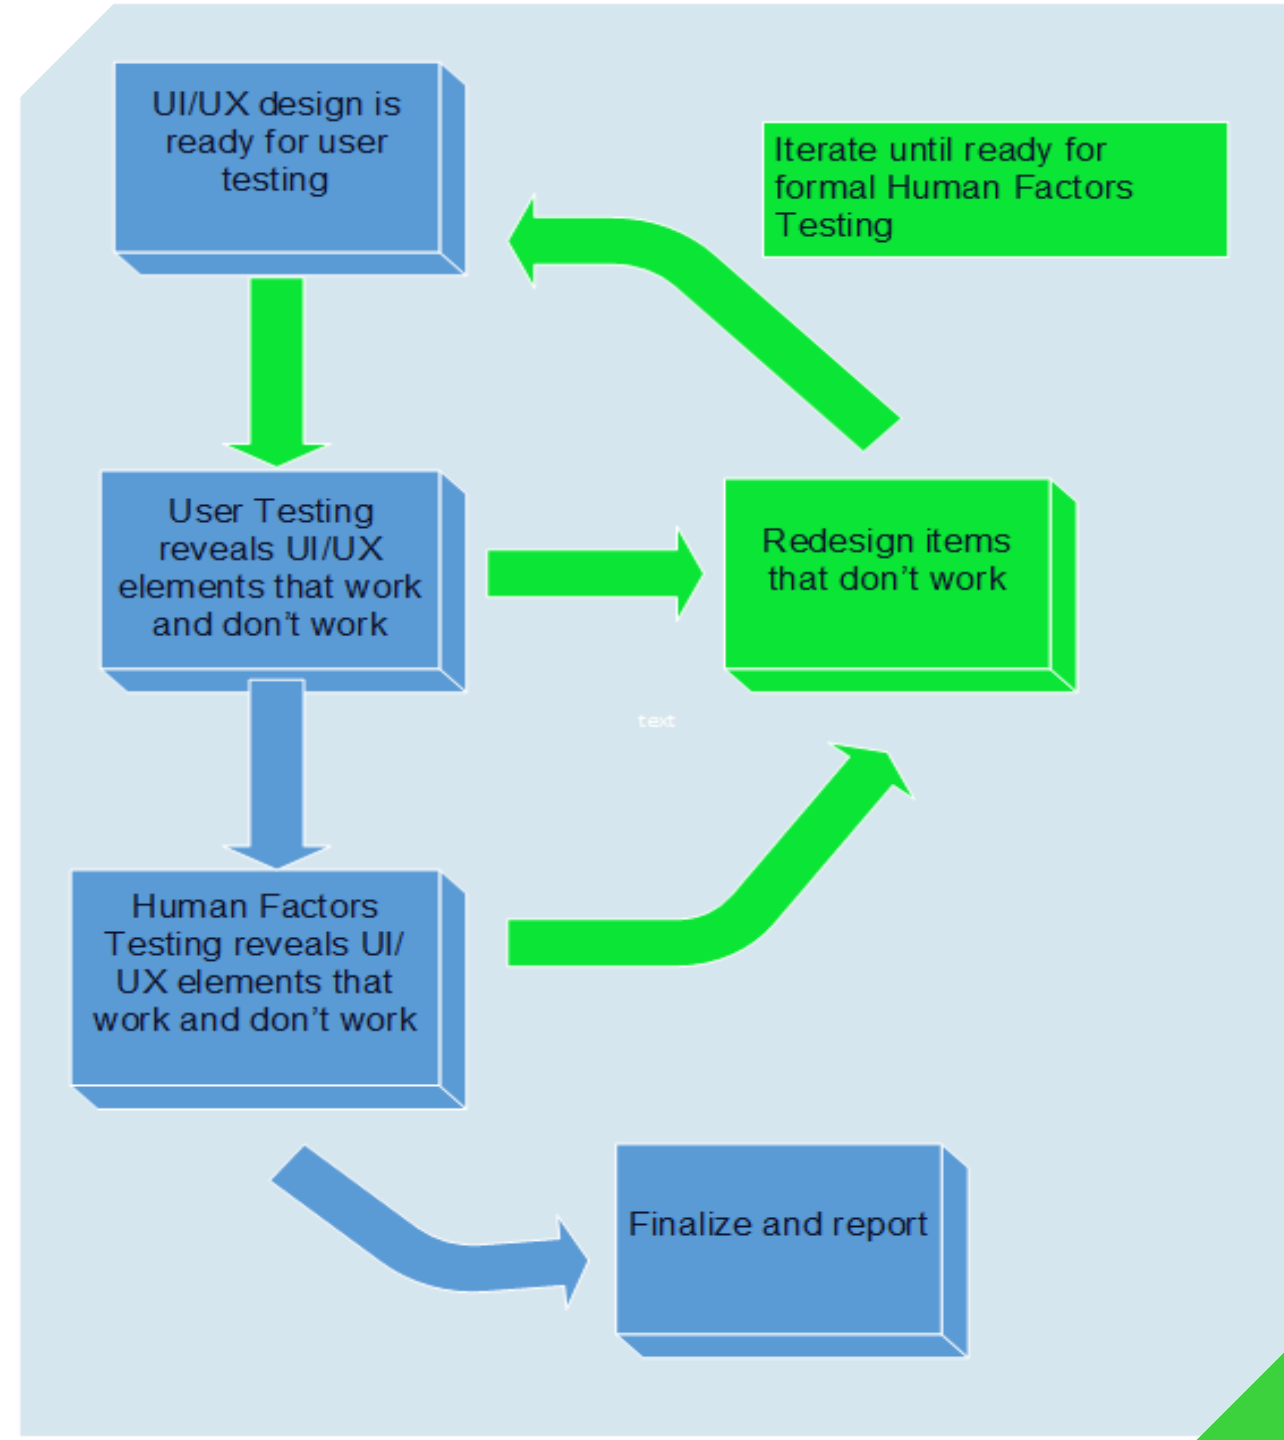 UI/UX design is
ready for user
testing
Iterate until ready for
formal Human Factors
Testing
User Testing
reveals UI/UX
elements that work
and don’t work
Redesign items
that don’t work
text
Human Factors
Testing reveals UI/
UX elements that
work and don’t work
Finalize and report